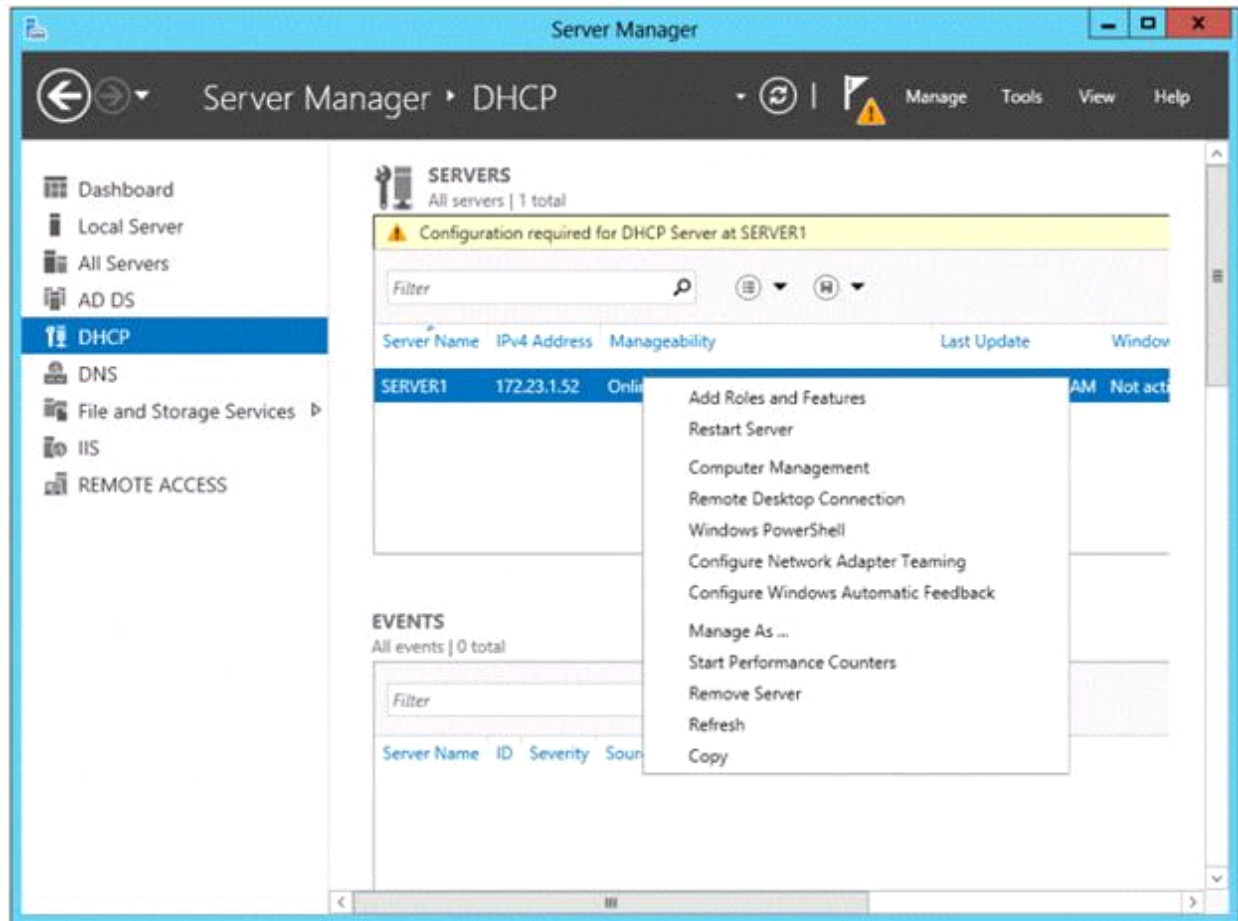 Server Manager
Server Manager • DHCP
Manage Tools View Help
Dashboard
Local Server
All Servers
AD DS
DHCP
DNS
File and Storage Services
IIS
REMOTE ACCESS
SERVERS
All servers | 1 total
Configuration required for DHCP Server at SERVER1
Filter
Server Name IPv4 Address Manageability Last Update Window
SERVER1 172.23.1.52 Onli AM Not acti
Add Roles and Features
Restart Server
Computer Management
Remote Desktop Connection
Windows PowerShell
Configure Network Adapter Teaming
Configure Windows Automatic Feedback
Manage As ...
Start Performance Counters
Remove Server
Refresh
Copy
EVENTS
All events | 0 total
Filter
Server Name ID Severity Sour